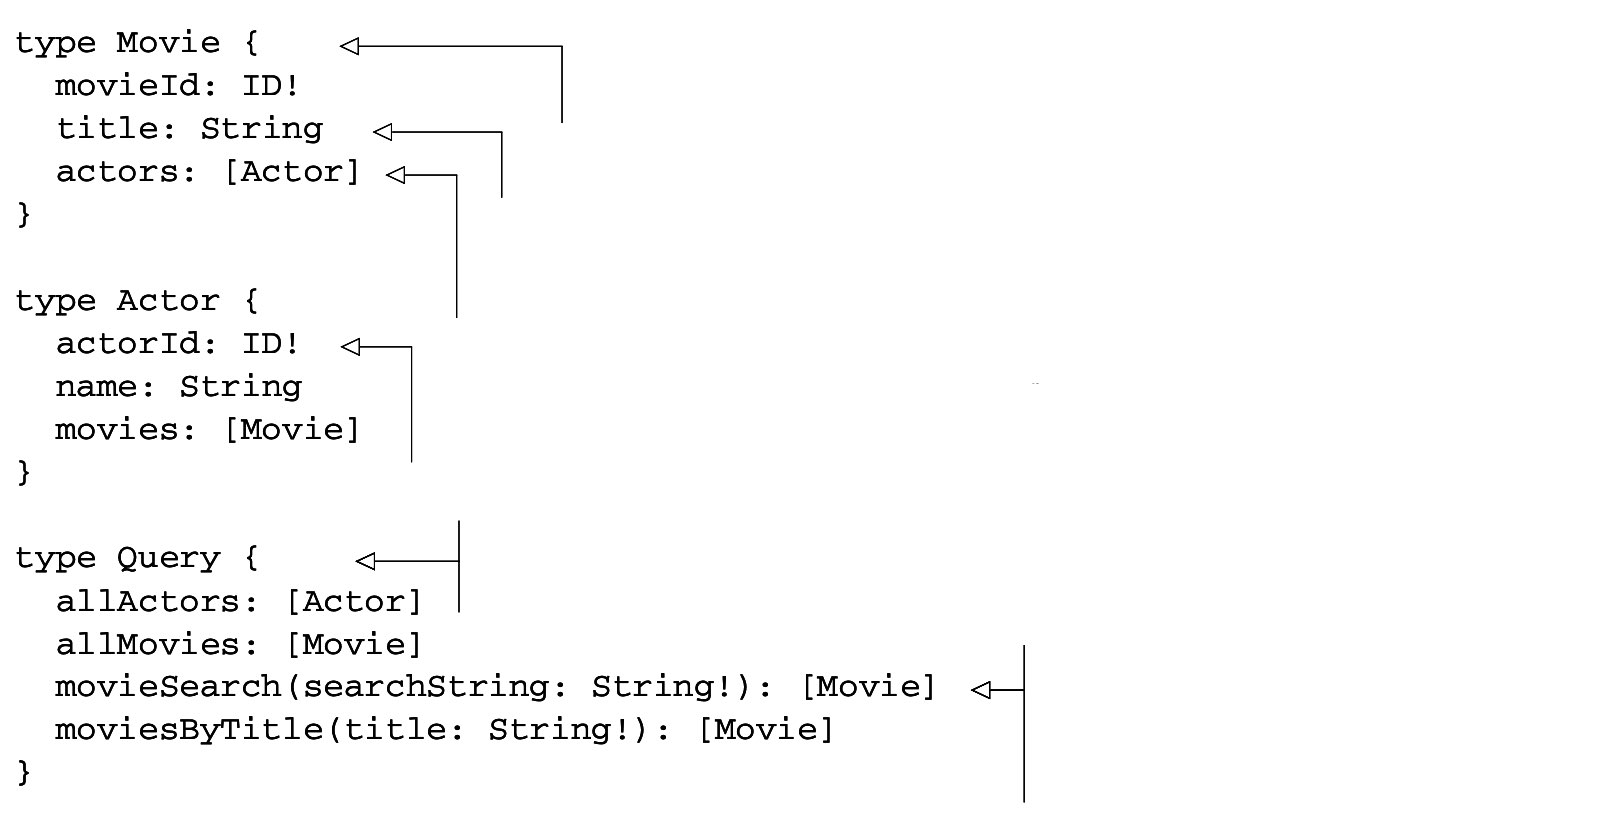 type Movie {
  movieId: ID!
  title: String
  actors: [Actor]
}
type Actor {
  actorId: ID!
  name: String
  movies: [Movie]
}
type Query {
  allActors: [Actor]
  allMovies: [Movie]
  movieSearch(searchString: String!): [Movie]
  moviesByTitle(title: String!): [Movie]
}